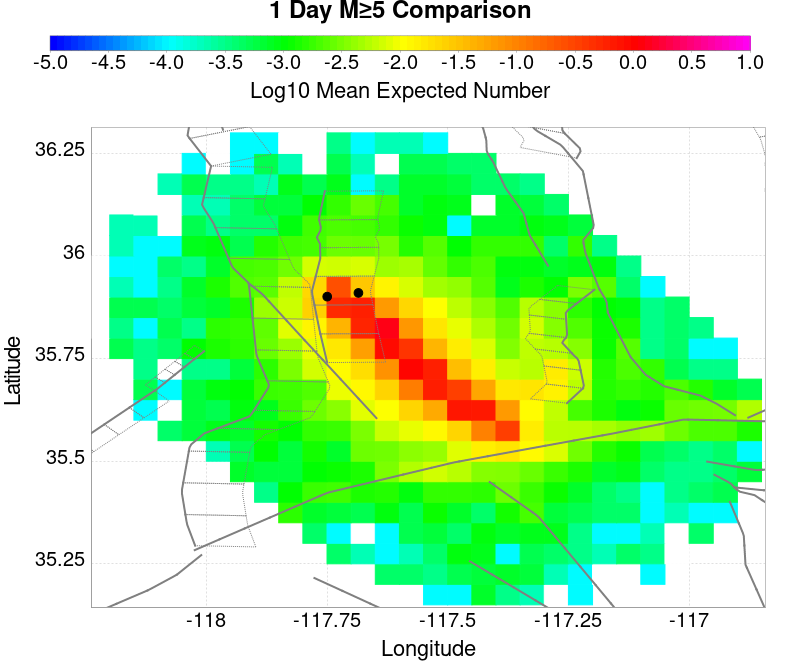 1 Day M≥5 Comparison
-5.0 -4.5 -4.0 -3.5 -3.0 -2.5 -2.0 -1.5 -1.0 -0.5 0.0 0.5 1.0
Log10 Mean Expected Number
36.25
36
35.75
35.5
35.25
Latitude
-118 -117.75 -117.5 -117.25 -117
Longitude